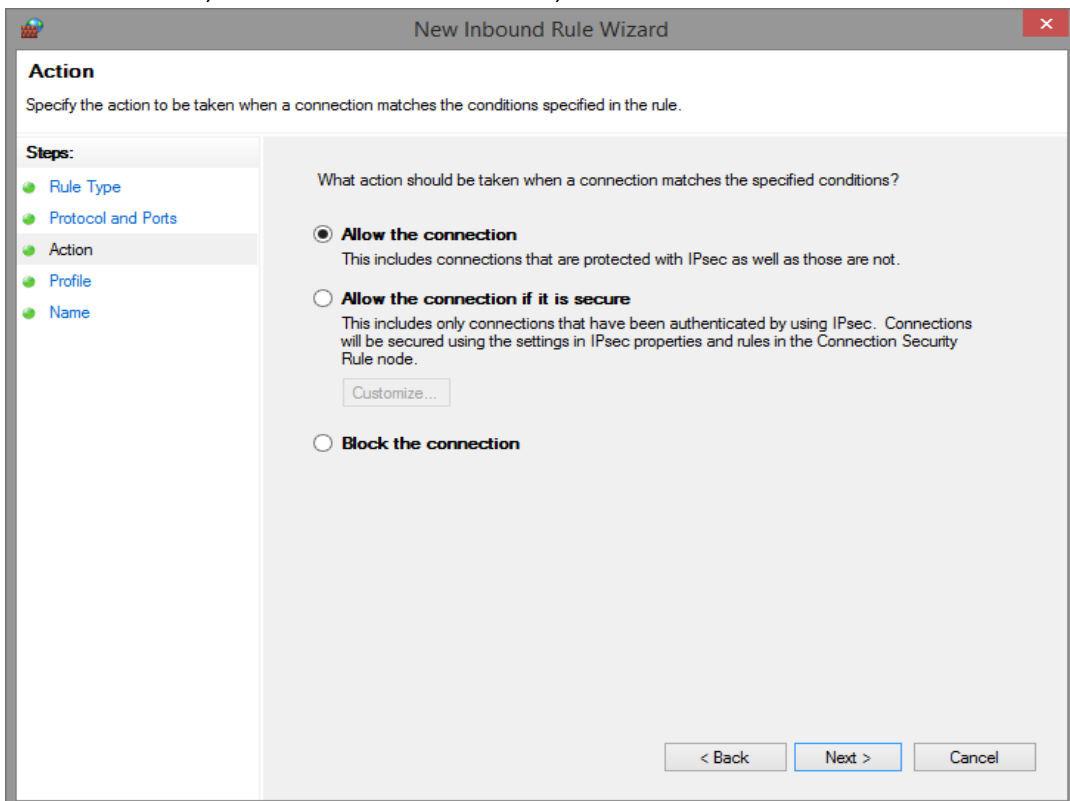 New Inbound Rule Wizard
Action
Specify the action to be taken when a connection matches the conditions specified in the rule.
Steps:
Rule Type
Protocol and Ports
Action
Profile
Name
What action should be taken when a connection matches the specified conditions?
Allow the connection
This includes connections that are protected with IPsec as well as those are not.
Allow the connection if it is secure
This includes only connections that have been authenticated by using IPsec. Connections
will be secured using the settings in IPsec properties and rules in the Connection Security
Rule node.
Customize...
Block the connection
< Back
Next >
Cancel